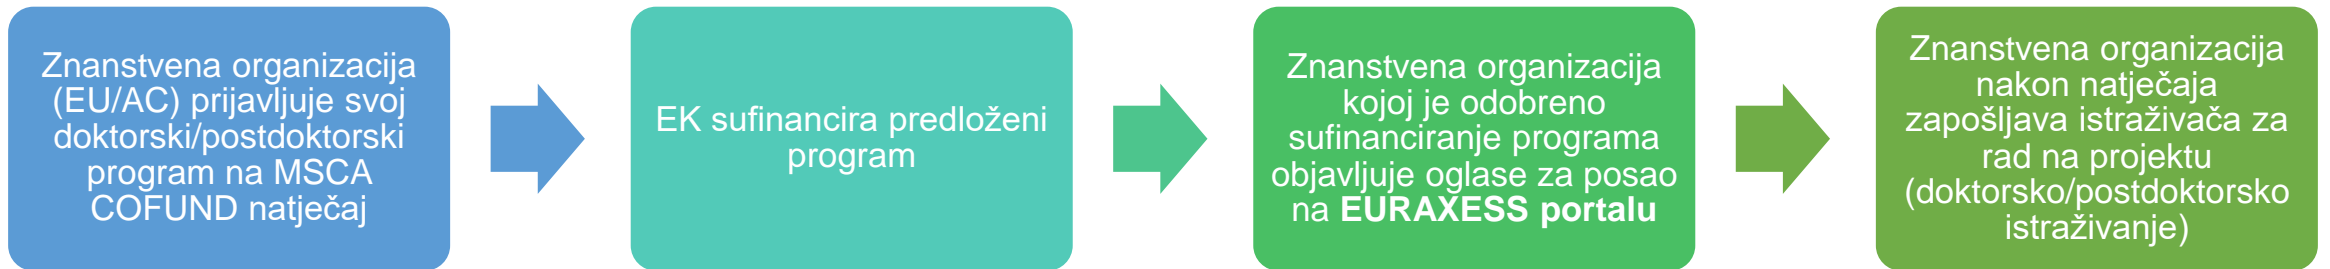 Znanstvena organizacija
(EU/AC) prijavljuje svoj
doktorski/postdoktorski
program na MSCA
COFUND natječaj
EK sufinancira predloženi
program
Znanstvena organizacija
kojoj je odobreno
sufinanciranje programa
objavljuje oglase za posao
na EURAXESS portalu
Znanstvena organizacija
nakon natječaja
zapošljava istraživača za
rad na projektu
(doktorsko/postdoktorsko
istraživanje)